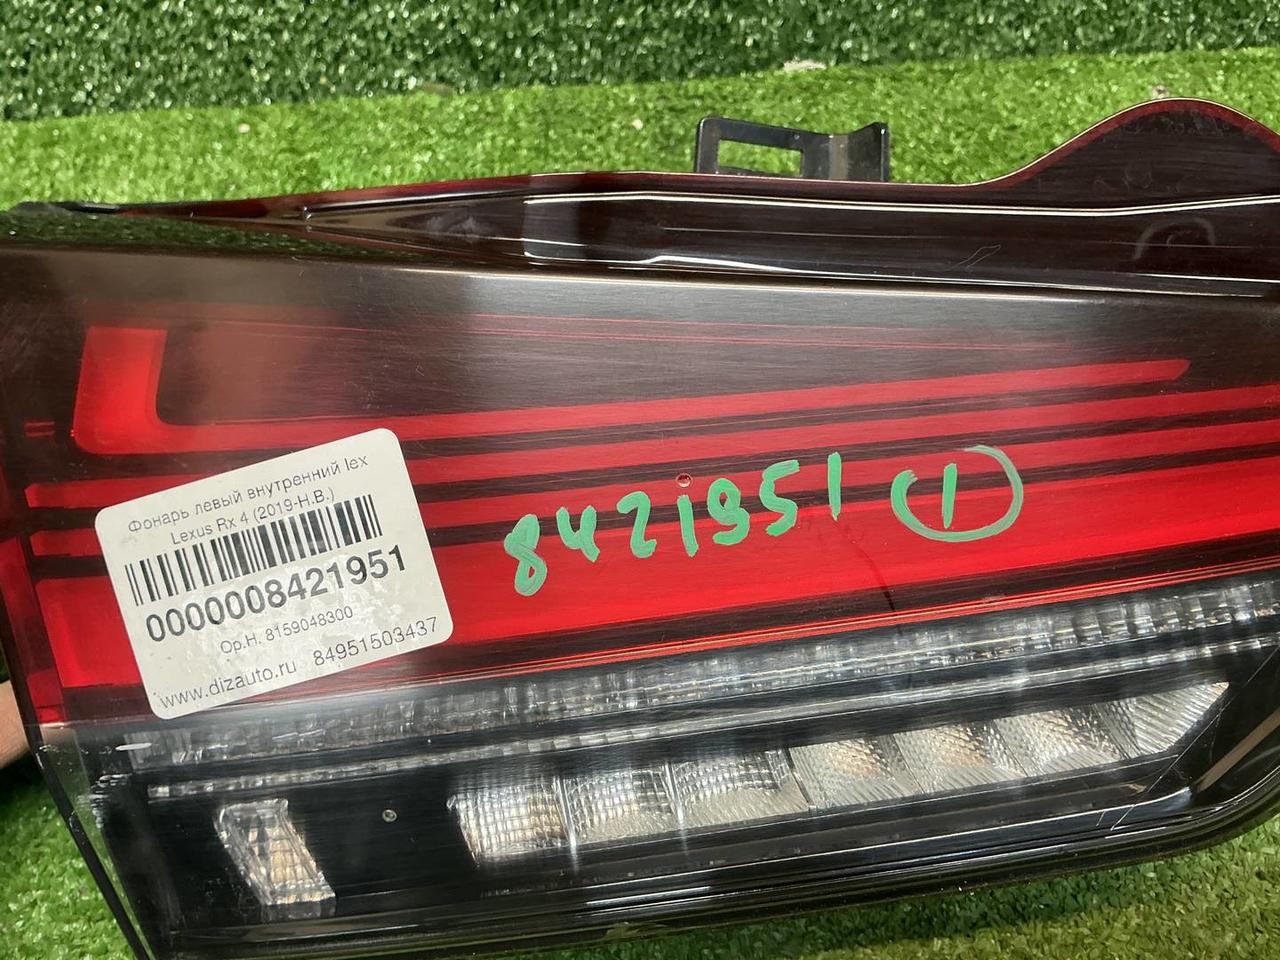 Фонарь левый внутренний lex
Lexus Rx 4 (2019-Н.В.)
0000008421951
Ор.Н. 8159048300
www.dizauto.ru 84951503437
8421951 1